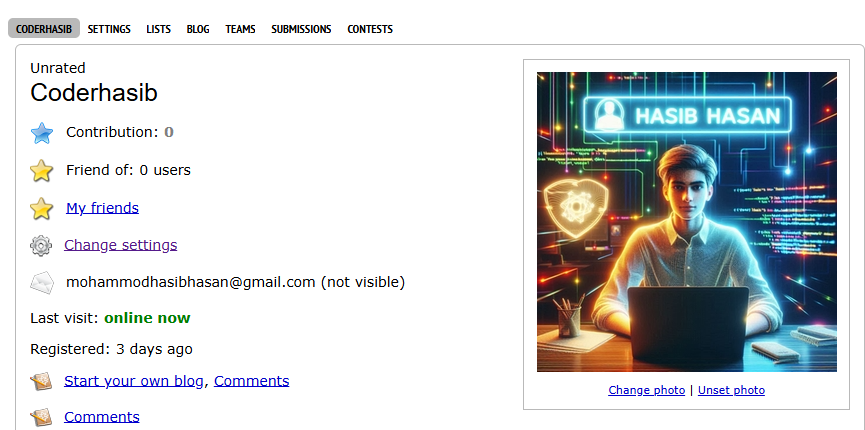 CODERHASIB SETTINGS LISTS BLOG TEAMS SUBMISSIONS CONTESTS
Unrated
Coderhasib
Contribution: 0
Friend of: 0 users
My friends
Change settings
mohammodhasibhasan@gmail.com (not visible)
Last visit: online now
Registered: 3 days ago
Start your own blog, Comments
Comments
HASIB HASAN
Change photo | Unset photo